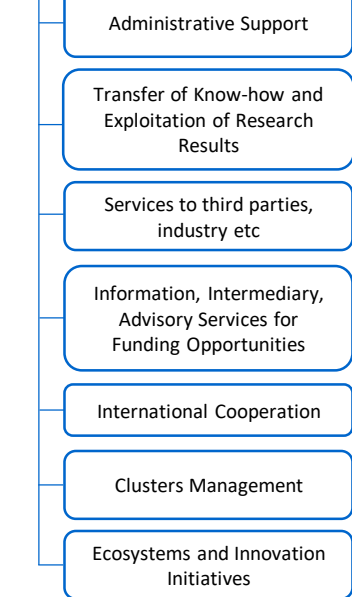 Administrative Support
Transfer of Know-how and
Exploitation of Research
Results
Services to third parties,
industry etc
Information, Intermediary,
Advisory Services for
Funding Opportunities
International Cooperation
Clusters Management
Ecosystems and Innovation
Initiatives